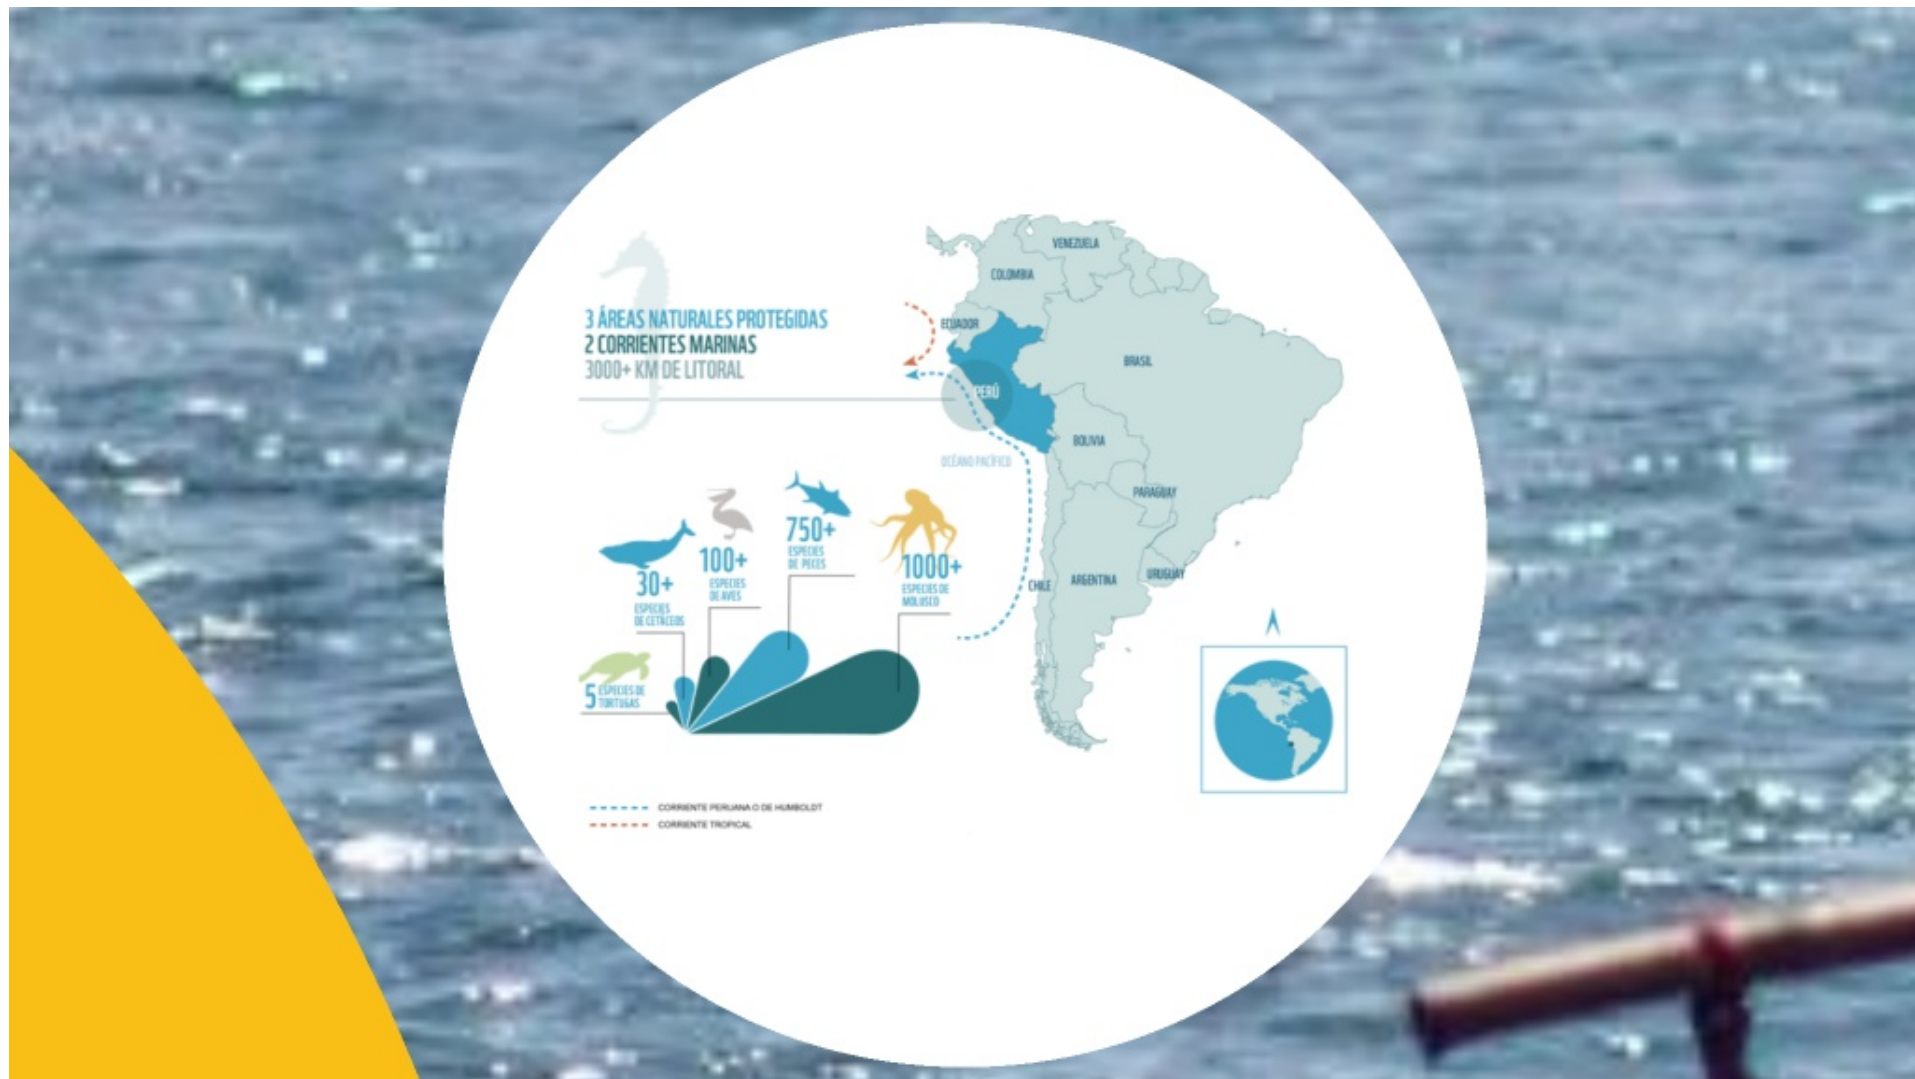 3 ÁREAS NATURALES PROTEGIDAS
2 CORRIENTES MARINAS
3000+ KM DE LITORAL
VENEZUELA
COLOMBIA
ECUADOR
BRASIL
PERÚ
BOLIVIA
OCÉANO PACÍFICO
PARAGUAY
CHILE
ARGENTINA
URUGUAY
750+
ESPECIES
DE PECES
100+
ESPECIES
DE AVES
1000+
ESPECIES DE
MOLUSCO
30+
ESPECIES
DE CETÁCEOS
5 ESPECIES DE
TORTUGAS
CORRIENTE PERUANA O DE HUMBOLDT
CORRIENTE TROPICAL